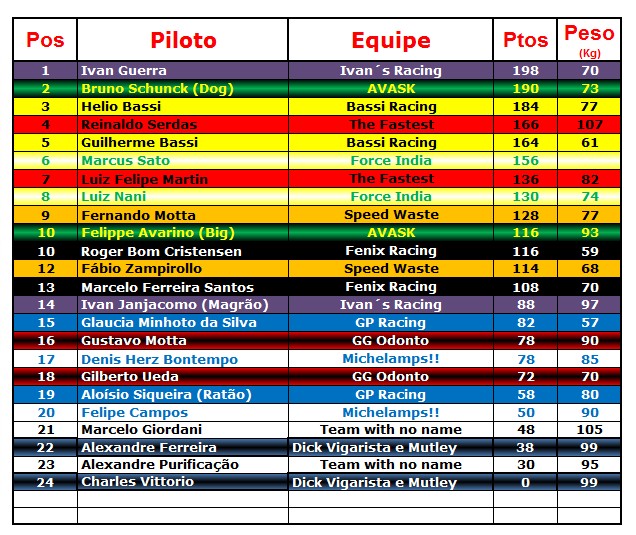 Pos Piloto Equipe Ptos Peso
(Kg)
1 Ivan Guerra Ivan´s Racing 198 70
2 Bruno Schunck (Dog) AVASK 190 73
3 Helio Bassi Bassi Racing 184 77
4 Reinaldo Serdas The Fastest 166 107
5 Guilherme Bassi Bassi Racing 164 61
6 Marcus Sato Force India 156
7 Luiz Felipe Martin The Fastest 136 82
8 Luiz Nani Force India 130 74
9 Fernando Motta Speed Waste 128 77
10 Felippe Avarino (Big) AVASK 116 93
10 Roger Bom Cristensen Fenix Racing 116 59
12 Fábio Zampirollo Speed Waste 114 68
13 Marcelo Ferreira Santos Fenix Racing 108 70
14 Ivan Janjacomo (Magrão) Ivan´s Racing 88 97
15 Glaucia Minhoto da Silva GP Racing 82 57
16 Gustavo Motta GG Odonto 78 90
17 Denis Herz Bontempo Michelamps!! 78 85
18 Gilberto Ueda GG Odonto 72 70
19 Aloísio Siqueira (Ratão) GP Racing 58 80
20 Felipe Campos Michelamps!! 50 90
21 Marcelo Giordani Team with no name 48 105
22 Alexandre Ferreira Dick Vigarista e Mutley 38 99
23 Alexandre Purificação Team with no name 30 95
24 Charles Vittorio Dick Vigarista e Mutley 0 99